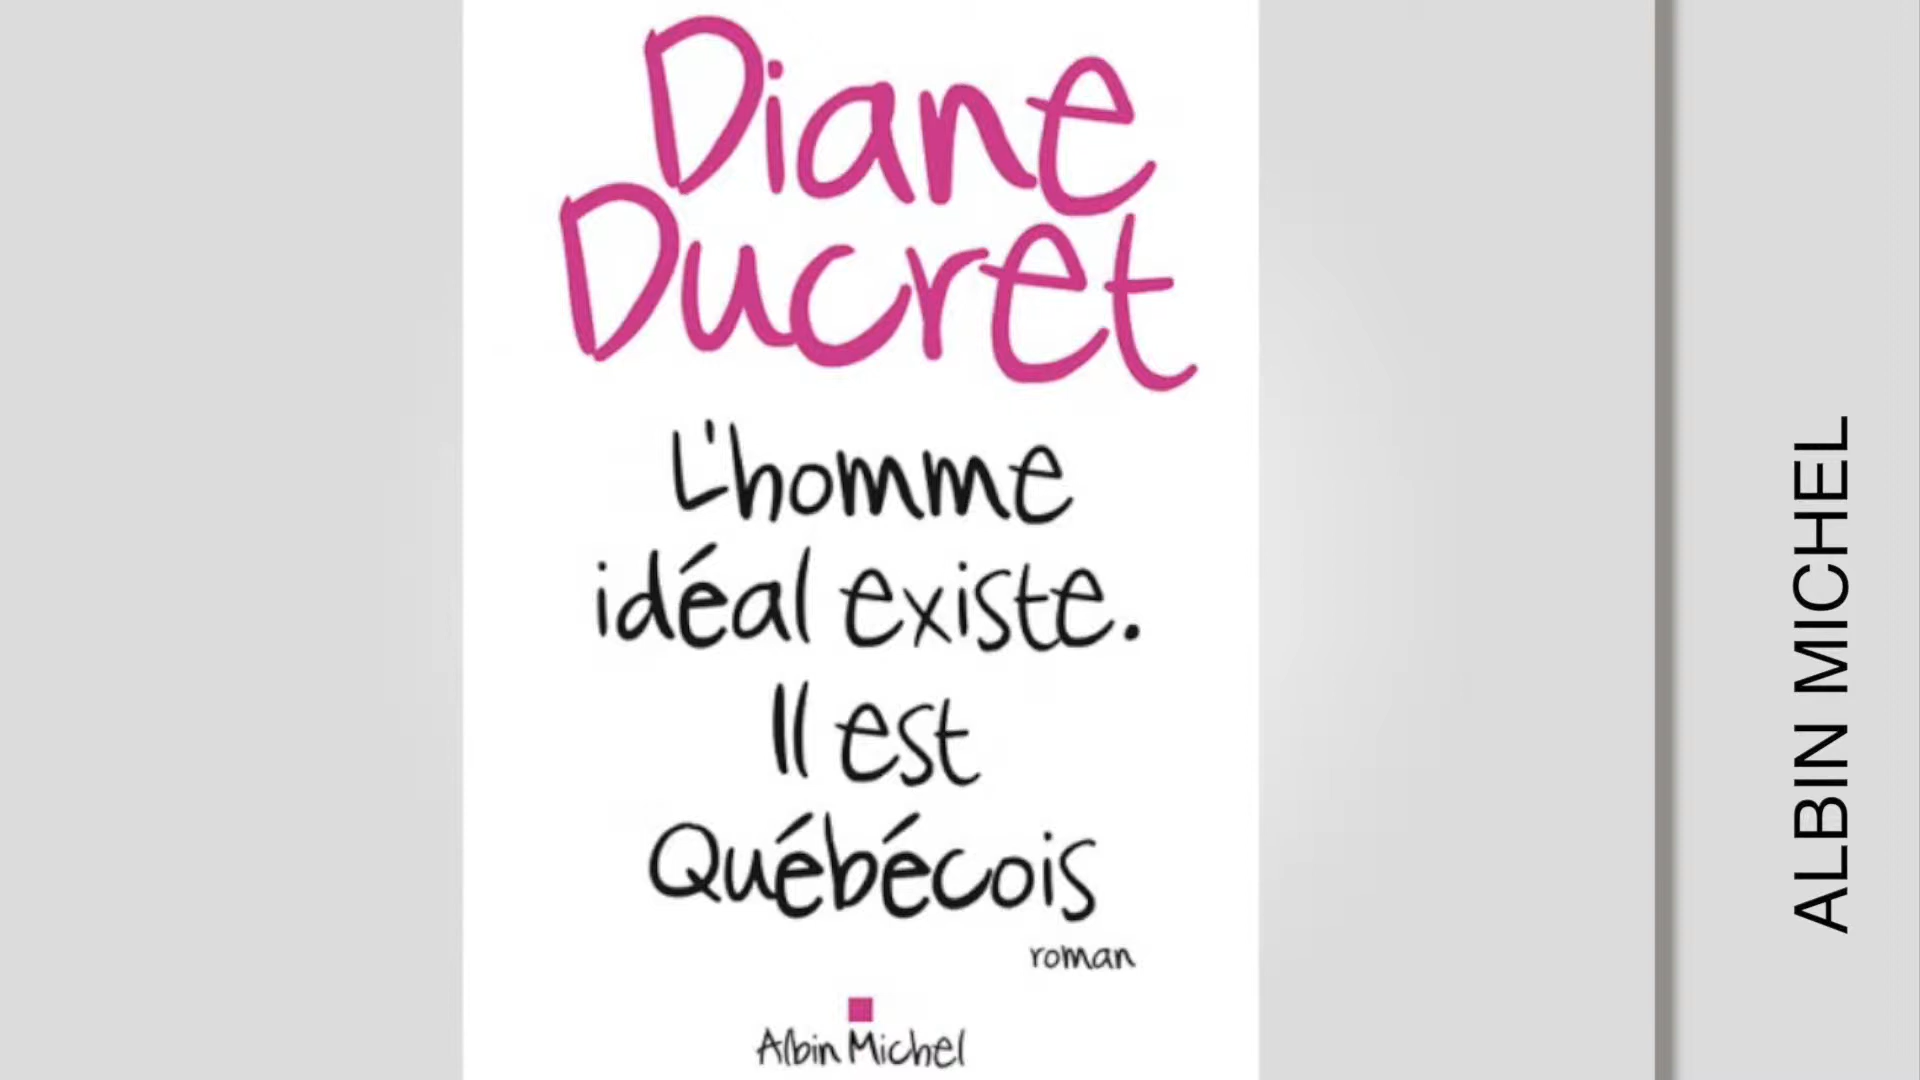 Diane
Ducret
L'homme
idéal existe.
Il est
Québécois
roman
Albin Michel
ALBIN MICHEL